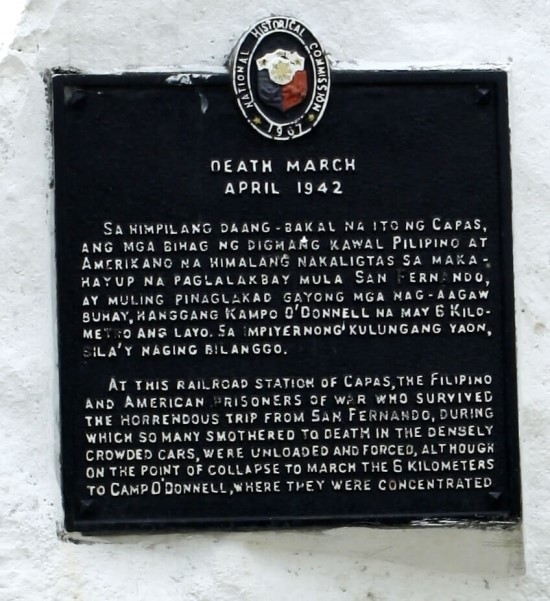 NATIONAL HISTORICAL COMMISSION
1967
DEATH MARCH
APRIL 1942
SA HIMPILANG DAANG-BAKAL NA ITO NG CAPAS,
ANG MGA BIHAG NG DIGMANG KAWAL PILIPINO AT
AMERIKANO NA HIMALANG NAKALIGTAS SA MAKA-
HAYUP NA PAGLALAKBAY MULA SAN FERNANDO,
AY MULING PINAGLAKAD GAYONG MGA NAG-AAGAW
BUHAY, HANGGANG KAMPO O'DONNELL NA MAY 6 KILO-
METRO ANG LAYO. SA IMPIYERNONG KULUNGANG YAON,
SILA'Y NAGING BILANGGO.
AT THIS RAILROAD STATION OF CAPAS, THE FILIPINO
AND AMERICAN PRISONERS OF WAR WHO SURVIVED
THE HORRENDOUS TRIP FROM SAN FERNANDO, DURING
WHICH SO MANY SMOTHERED TO DEATH IN THE DENSELY
CROWDED CARS, WERE UNLOADED AND FORCED, ALTHOUGH
ON THE POINT OF COLLAPSE TO MARCH THE 6 KILOMETERS
TO CAMP O'DONNELL, WHERE THEY WERE CONCENTRATED